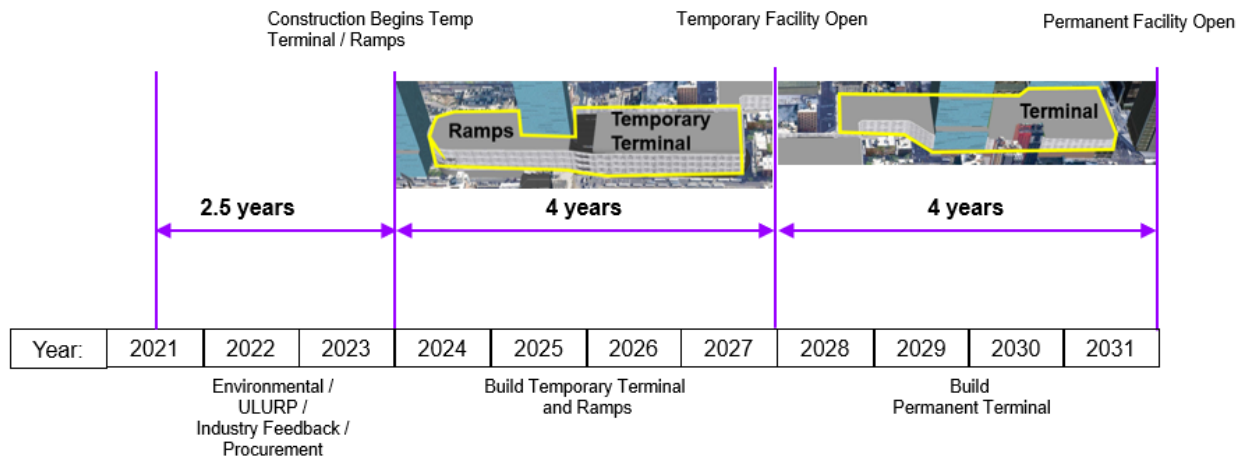 Construction Begins Temp
Terminal / Ramps
Temporary Facility Open
Permanent Facility Open
Ramps
Temporary
Terminal
Terminal
2.5 years
4 years
4 years
Year:
2021
2022
2023
2024
2025
2026
2027
2028
2029
2030
2031
Environmental /
ULURP /
Industry Feedback /
Procurement
Build Temporary Terminal
and Ramps
Build
Permanent Terminal